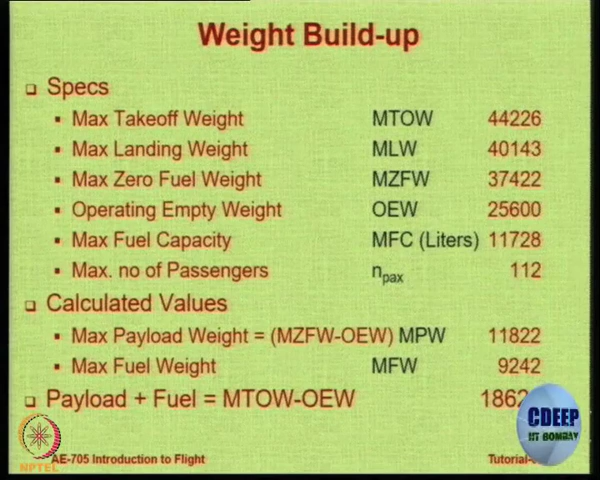 Weight Build-up
Specs
Max Takeoff Weight MTOW 44226
Max Landing Weight MLW 40143
Max Zero Fuel Weight MZFW 37422
Operating Empty Weight OEW 25600
Max Fuel Capacity MFC (Liters) 11728
Max. no of Passengers npax 112
Calculated Values
Max Payload Weight = (MZFW-OEW) MPW 11822
Max Fuel Weight MFW 9242
Payload + Fuel = MTOW-OEW
CDEEP
IIT BOMBAY
NPTEL
AE-705 Introduction to Flight